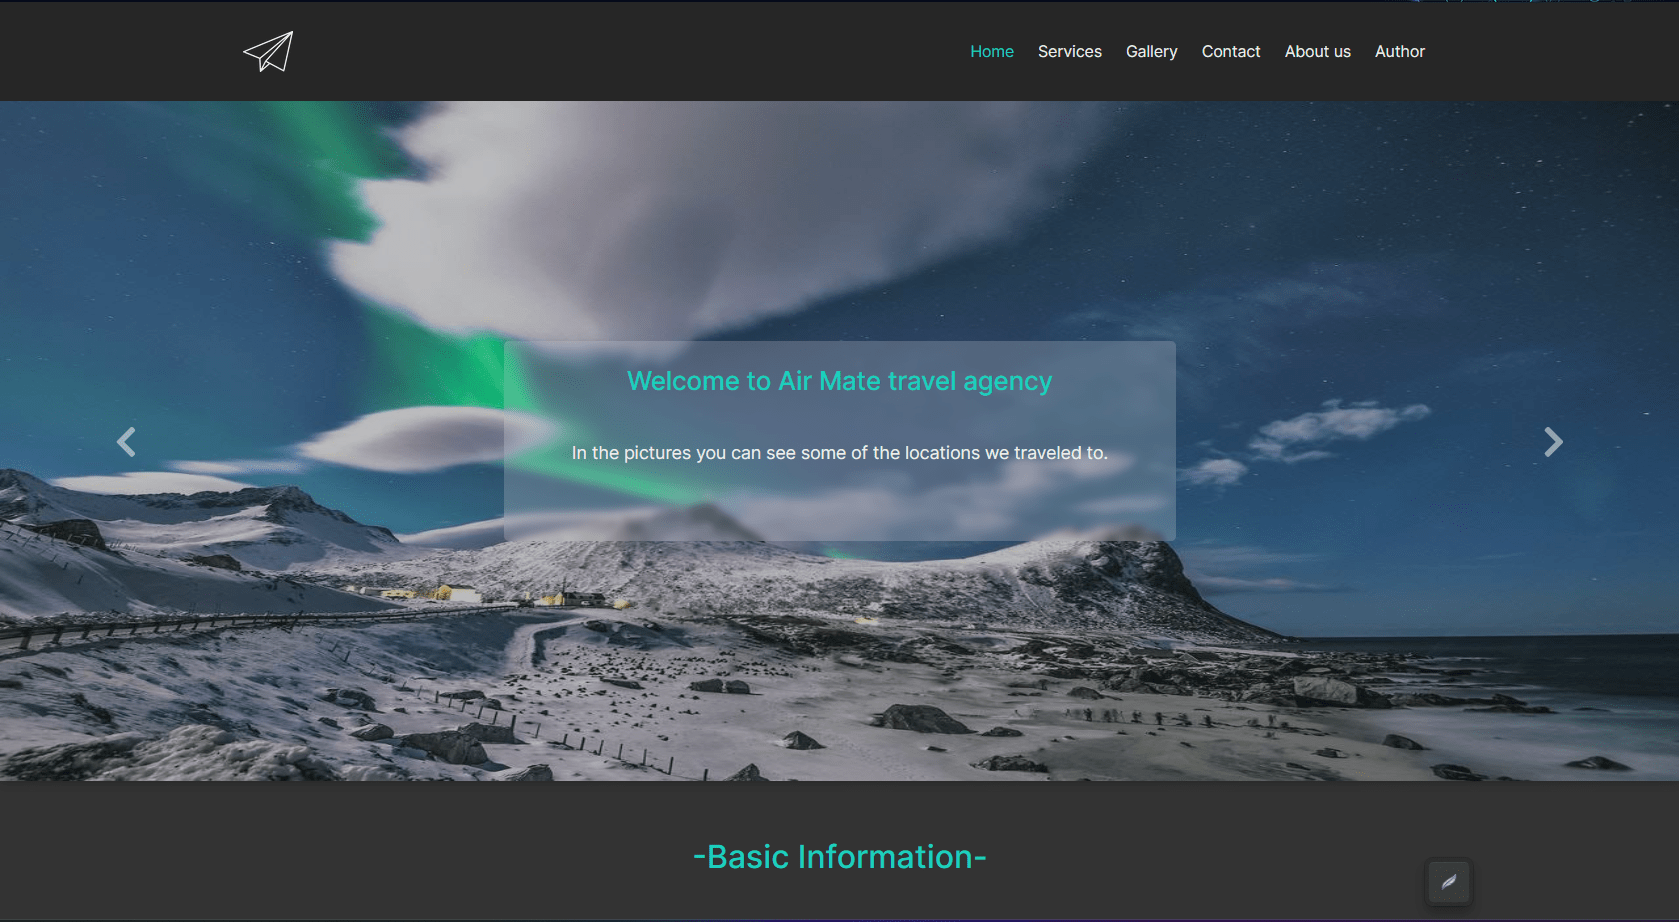 Home Services Gallery Contact About us Author
Welcome to Air Mate travel agency
In the pictures you can see some of the locations we traveled to.
-Basic Information-